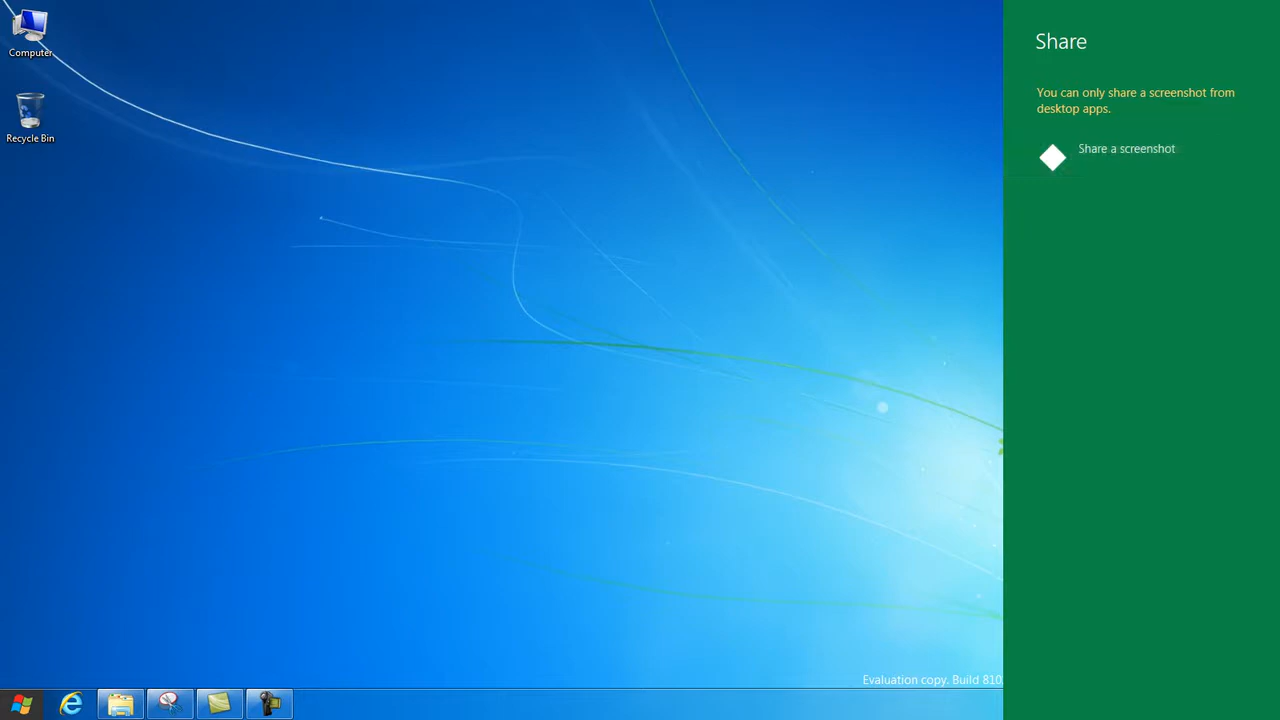 Computer
Recycle Bin
Share
You can only share a screenshot from
desktop apps.
Share a screenshot
Evaluation copy. Build 810